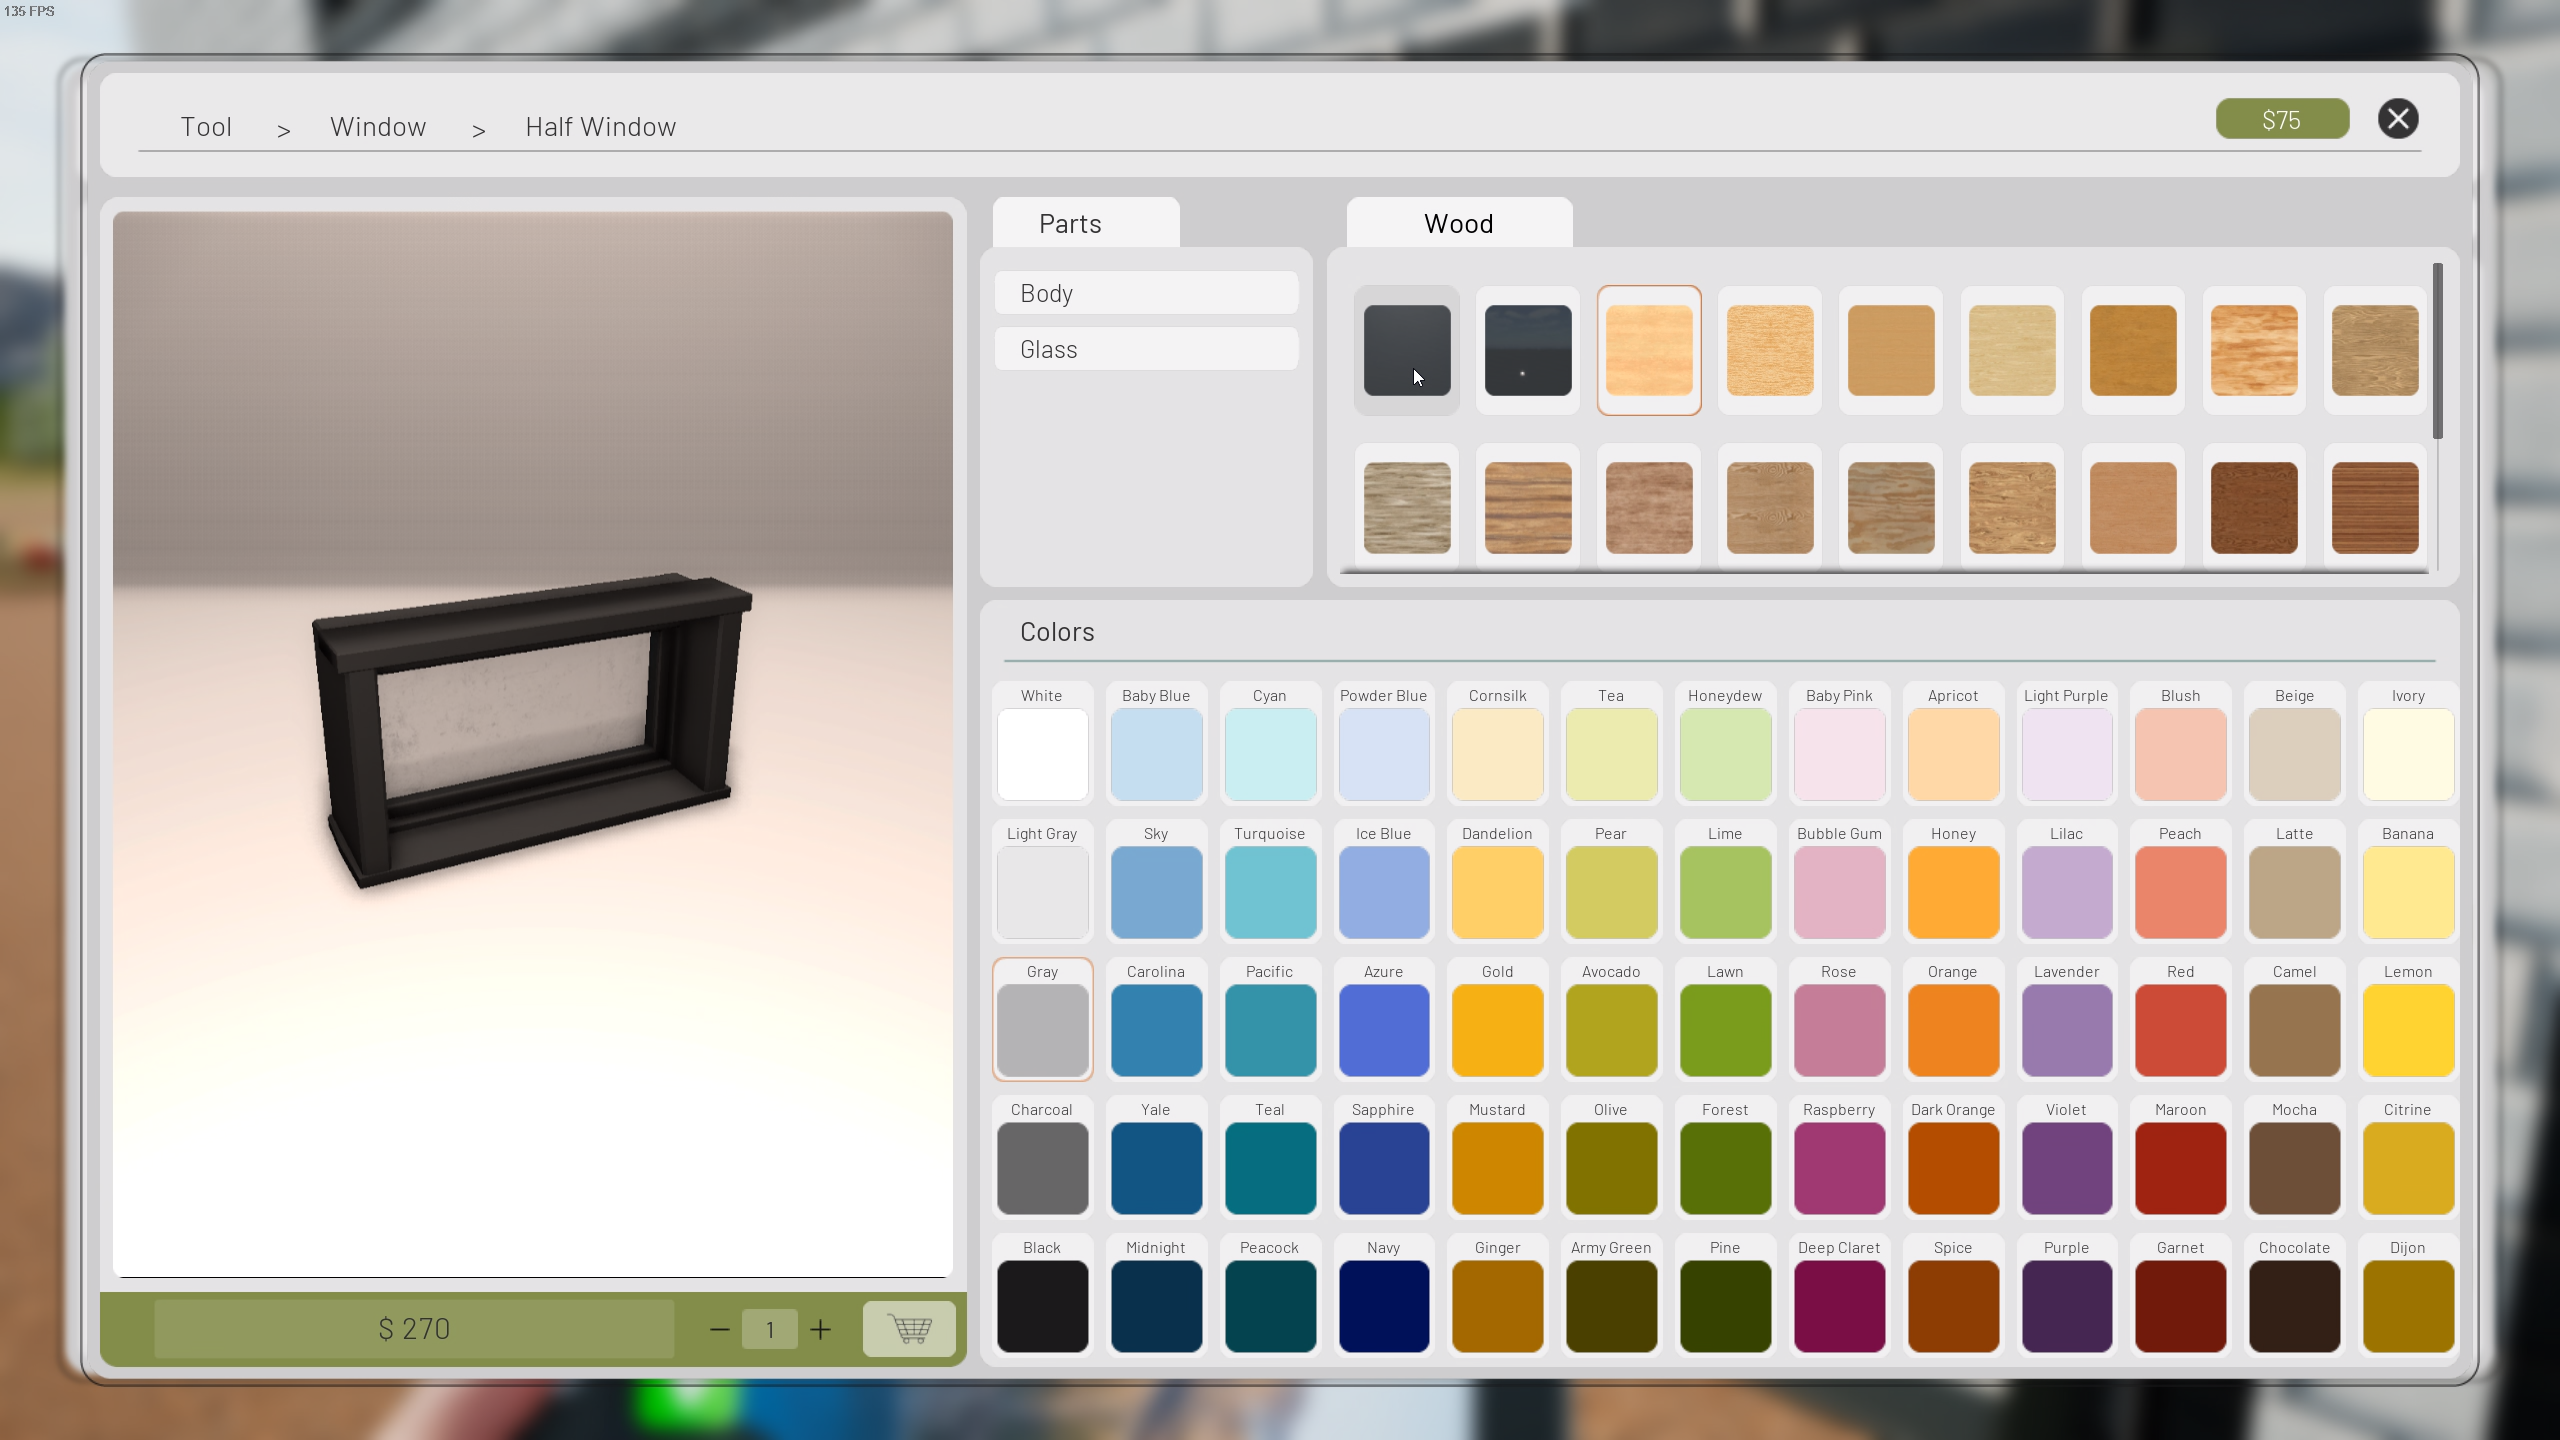 135 FPS
Tool > Window > Half Window
$75
Parts
Wood
Body
Glass
Colors
White Baby Blue Cyan Powder Blue Cornsilk Tea Honeydew Baby Pink Apricot Light Purple Blush Beige Ivory
Light Gray Sky Turquoise Ice Blue Dandelion Pear Lime Bubble Gum Honey Lilac Peach Latte Banana
Gray Carolina Pacific Azure Gold Avocado Lawn Rose Orange Lavender Red Camel Lemon
Charcoal Yale Teal Sapphire Mustard Olive Forest Raspberry Dark Orange Violet Maroon Mocha Citrine
Black Midnight Peacock Navy Ginger Army Green Pine Deep Claret Spice Purple Garnet Chocolate Dijon
$ 270
1